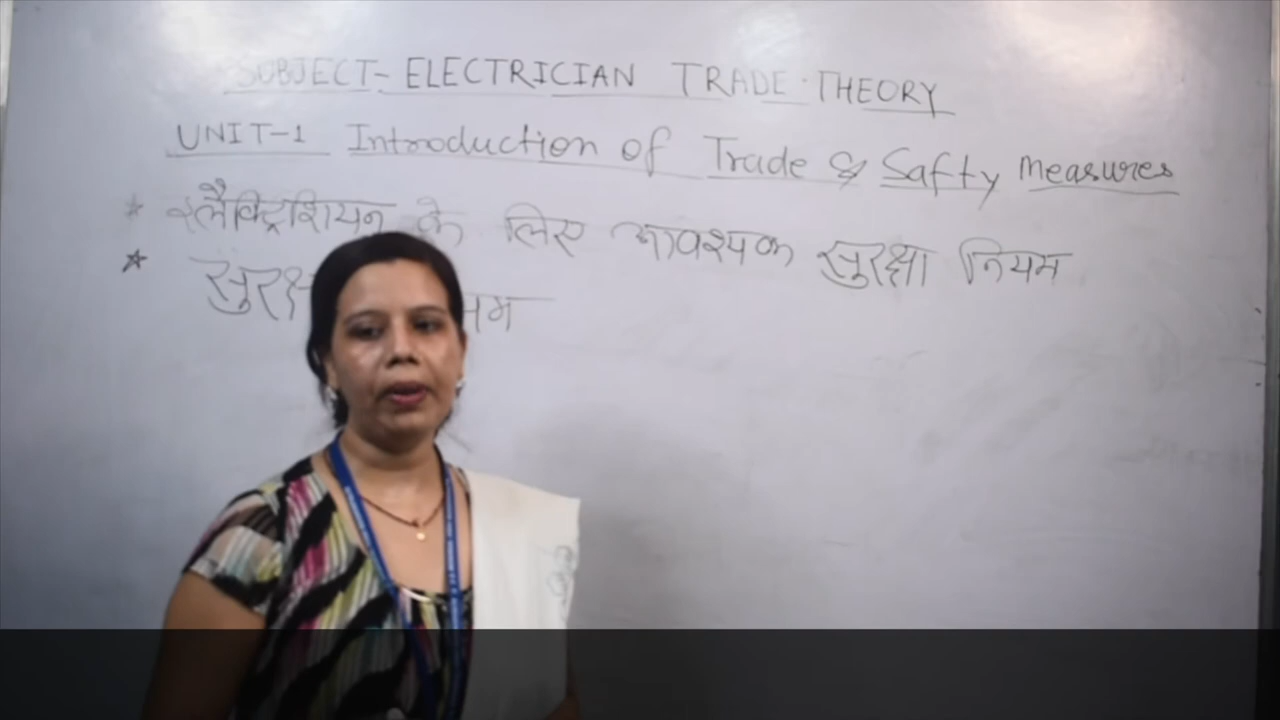 SUBJECT- ELECTRICIAN TRADE THEORY
UNIT-1 Introduction of Trade & Safty Measures
इलैक्ट्रिशियन के लिए आवश्यक सुरक्षा नियम